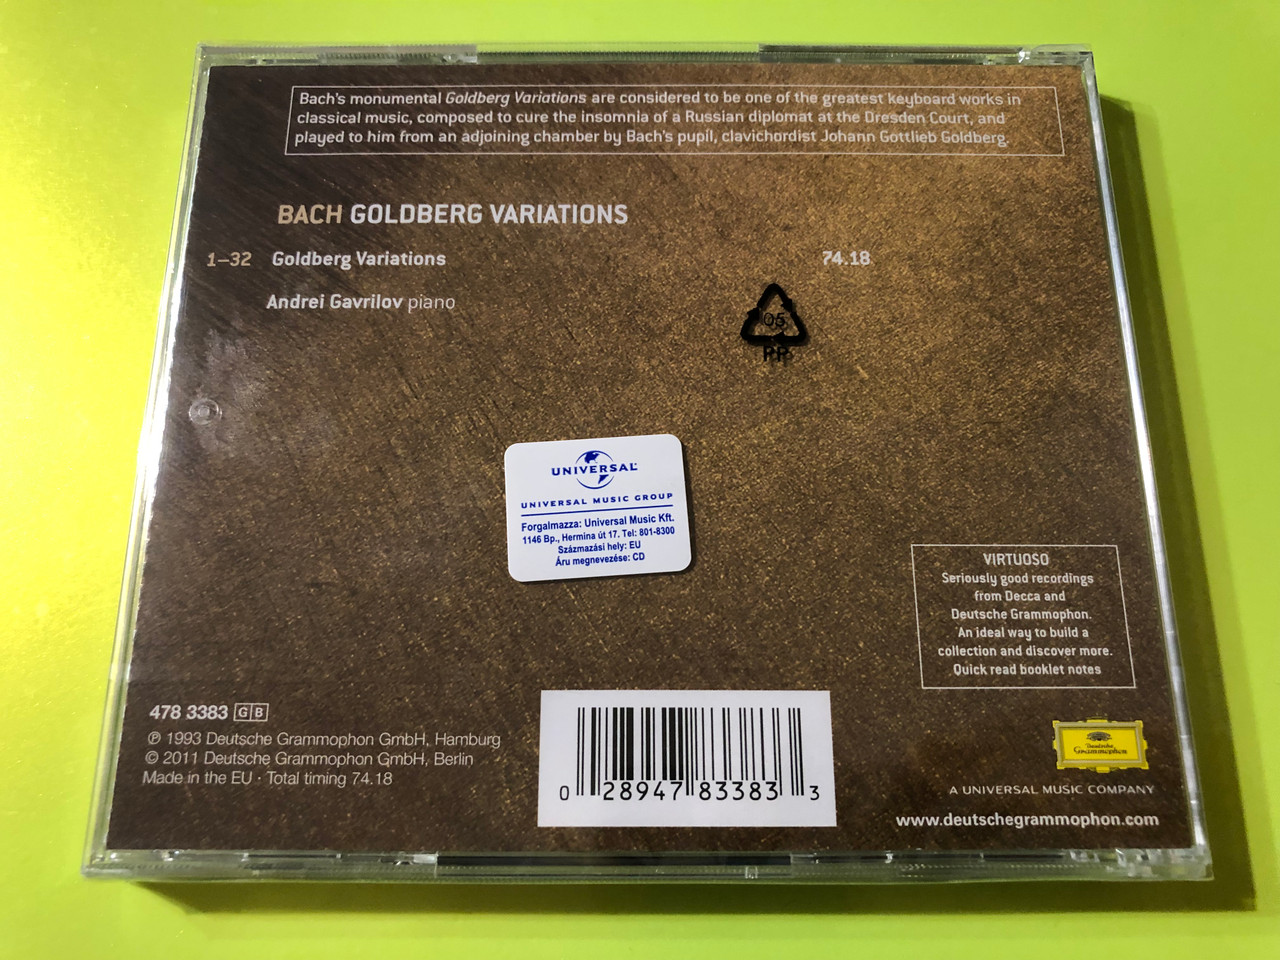 Bach's monumental Goldberg Variations are considered to be one of the greatest keyboard works in
classical music, composed to cure the insomnia of a Russian diplomat at the Dresden Court, and
played to him from an adjoining chamber by Bach's pupil, clavichordist Johann Gottlieb Goldberg.
BACH GOLDBERG VARIATIONS
1–32 Goldberg Variations 74.18
Andrei Gavrilov piano
05
PP
UNIVERSAL
UNIVERSAL MUSIC GROUP
Forgalmazza: Universal Music Kft.
1146 Bp., Hermina út 17. Tel: 801-8300
Százmazási hely: EU
Áru megnevezése: CD
VIRTUOSO
Seriously good recordings
from Decca and
Deutsche Grammophon.
An ideal way to build a
collection and discover more.
Quick read booklet notes
478 3383 GB
℗ 1993 Deutsche Grammophon GmbH, Hamburg
© 2011 Deutsche Grammophon GmbH, Berlin
Made in the EU · Total timing 74.18
0 28947 83383 3
Deutsche
Grammophon
A UNIVERSAL MUSIC COMPANY
www.deutschegrammophon.com